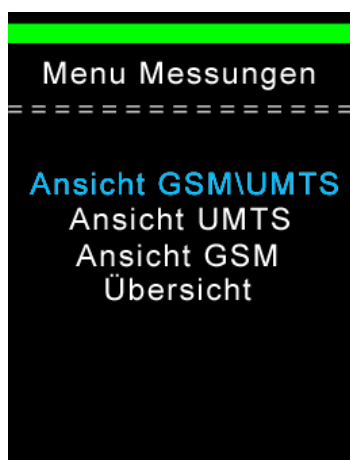 Menu Messungen
================
Ansicht GSM\UMTS
Ansicht UMTS
Ansicht GSM
Übersicht